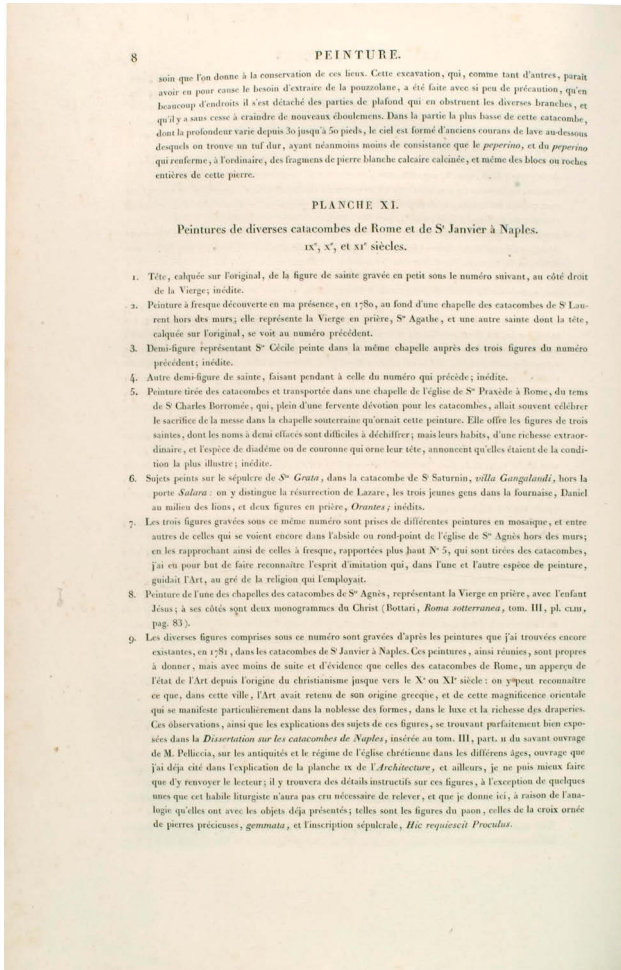 8
PEINTURE.
soin que l'on donne à la conservation de ces lieux. Cette excavation, qui, comme tant d'autres, paraît
avoir eu pour cause le besoin d'extraire de la pouzzolane, a été faite avec si peu de précaution, qu'en
beaucoup d'endroits il s'est détaché des parties de plafond qui en obstruent les diverses branches, et
qu'il y a sans cesse à craindre de nouveaux éboulemens. Dans la partie la plus basse de cette catacombe,
dont la profondeur varie depuis 30 jusqu'à 50 pieds, le ciel est formé d'anciens courans de lave au-dessous
desquels on trouve un tuf dur, ayant néanmoins moins de consistance que le peperino, et du peperino
qui renferme, à l'ordinaire, des fragmens de pierre blanche calcaire calcinée, et même des blocs ou roches
entières de cette pierre.
PLANCHE XI.
Peintures de diverses catacombes de Rome et de St Janvier à Naples.
IXe, Xe, et XIe siècles.
1. Tête, calquée sur l'original, de la figure de sainte gravée en petit sous le numéro suivant, au côté droit
de la Vierge; inédite.
2. Peinture à fresque découverte en ma présence, en 1780, au fond d'une chapelle des catacombes de St Lau-
rent hors des murs; elle représente la Vierge en prière, Ste Agathe, et une autre sainte dont la tête,
calquée sur l'original, se voit au numéro précédent.
3. Demi-figure représentant Ste Cécile peinte dans la même chapelle auprès des trois figures du numéro
précédent; inédite.
4. Autre demi-figure de sainte, faisant pendant à celle du numéro qui précède; inédite.
5. Peinture tirée des catacombes et transportée dans une chapelle de l'église de Ste Praxède à Rome, du tems
de St Charles Borromée, qui, plein d'une fervente dévotion pour les catacombes, allait souvent célébrer
le sacrifice de la messe dans la chapelle souterraine qu'ornait cette peinture. Elle offre les figures de trois
saintes, dont les noms à demi effacés sont difficiles à déchiffrer; mais leurs habits, d'une richesse extraor-
dinaire, et l'espèce de diadème ou de couronne qui orne leur tête, annoncent qu'elles étaient de la condi-
tion la plus illustre; inédite.
6. Sujets peints sur le sépulcre de Ste Grata, dans la catacombe de St Saturnin, villa Gangalandi, hors la
porte Salara: on y distingue la résurrection de Lazare, les trois jeunes gens dans la fournaise, Daniel
au milieu des lions, et deux figures en prière, Orantes; inédits.
7. Les trois figures gravées sous ce même numéro sont prises de différentes peintures en mosaïque, et entre
autres de celles qui se voient encore dans l'abside ou rond-point de l'église de Ste Agnès hors des murs;
en les rapprochant ainsi de celles à fresque, rapportées plus haut No 5, qui sont tirées des catacombes,
j'ai eu pour but de faire reconnaître l'esprit d'imitation qui, dans l'une et l'autre espèce de peinture,
guidait l'Art, au gré de la religion qui l'employait.
8. Peinture de l'une des chapelles des catacombes de Ste Agnès, représentant la Vierge en prière, avec l'enfant
Jésus; à ses côtés sont deux monogrammes du Christ (Bottari, Roma sotterranea, tom. III, pl. CLIII,
pag. 83).
9. Les diverses figures comprises sous ce numéro sont gravées d'après les peintures que j'ai trouvées encore
existantes, en 1781, dans les catacombes de St Janvier à Naples. Ces peintures, ainsi réunies, sont propres
à donner, mais avec moins de suite et d'évidence que celles des catacombes de Rome, un apperçu de
l'état de l'Art depuis l'origine du christianisme jusque vers le Xe ou XIe siècle: on y peut reconnaître
ce que, dans cette ville, l'Art avait retenu de son origine grecque, et de cette magnificence orientale
qui se manifeste particulièrement dans la noblesse des formes, dans le luxe et la richesse des draperies.
Ces observations, ainsi que les explications des sujets de ces figures, se trouvant parfaitement bien expo-
sées dans la Dissertation sur les catacombes de Naples, insérée au tom. III, part. II du savant ouvrage
de M. Pelliccia, sur les antiquités et le régime de l'église chrétienne dans les différens âges, ouvrage que
j'ai déja cité dans l'explication de la planche IX de l'Architecture, et ailleurs, je ne puis mieux faire
que d'y renvoyer le lecteur; il y trouvera des détails instructifs sur ces figures, à l'exception de quelques
unes que cet habile liturgiste n'aura pas cru nécessaire de relever, et que je donne ici, à raison de l'ana-
logie qu'elles ont avec les objets déja présentés; telles sont les figures du paon, celles de la croix ornée
de pierres précieuses, gemmata, et l'inscription sépulcrale, Hic requiescit Proculus.